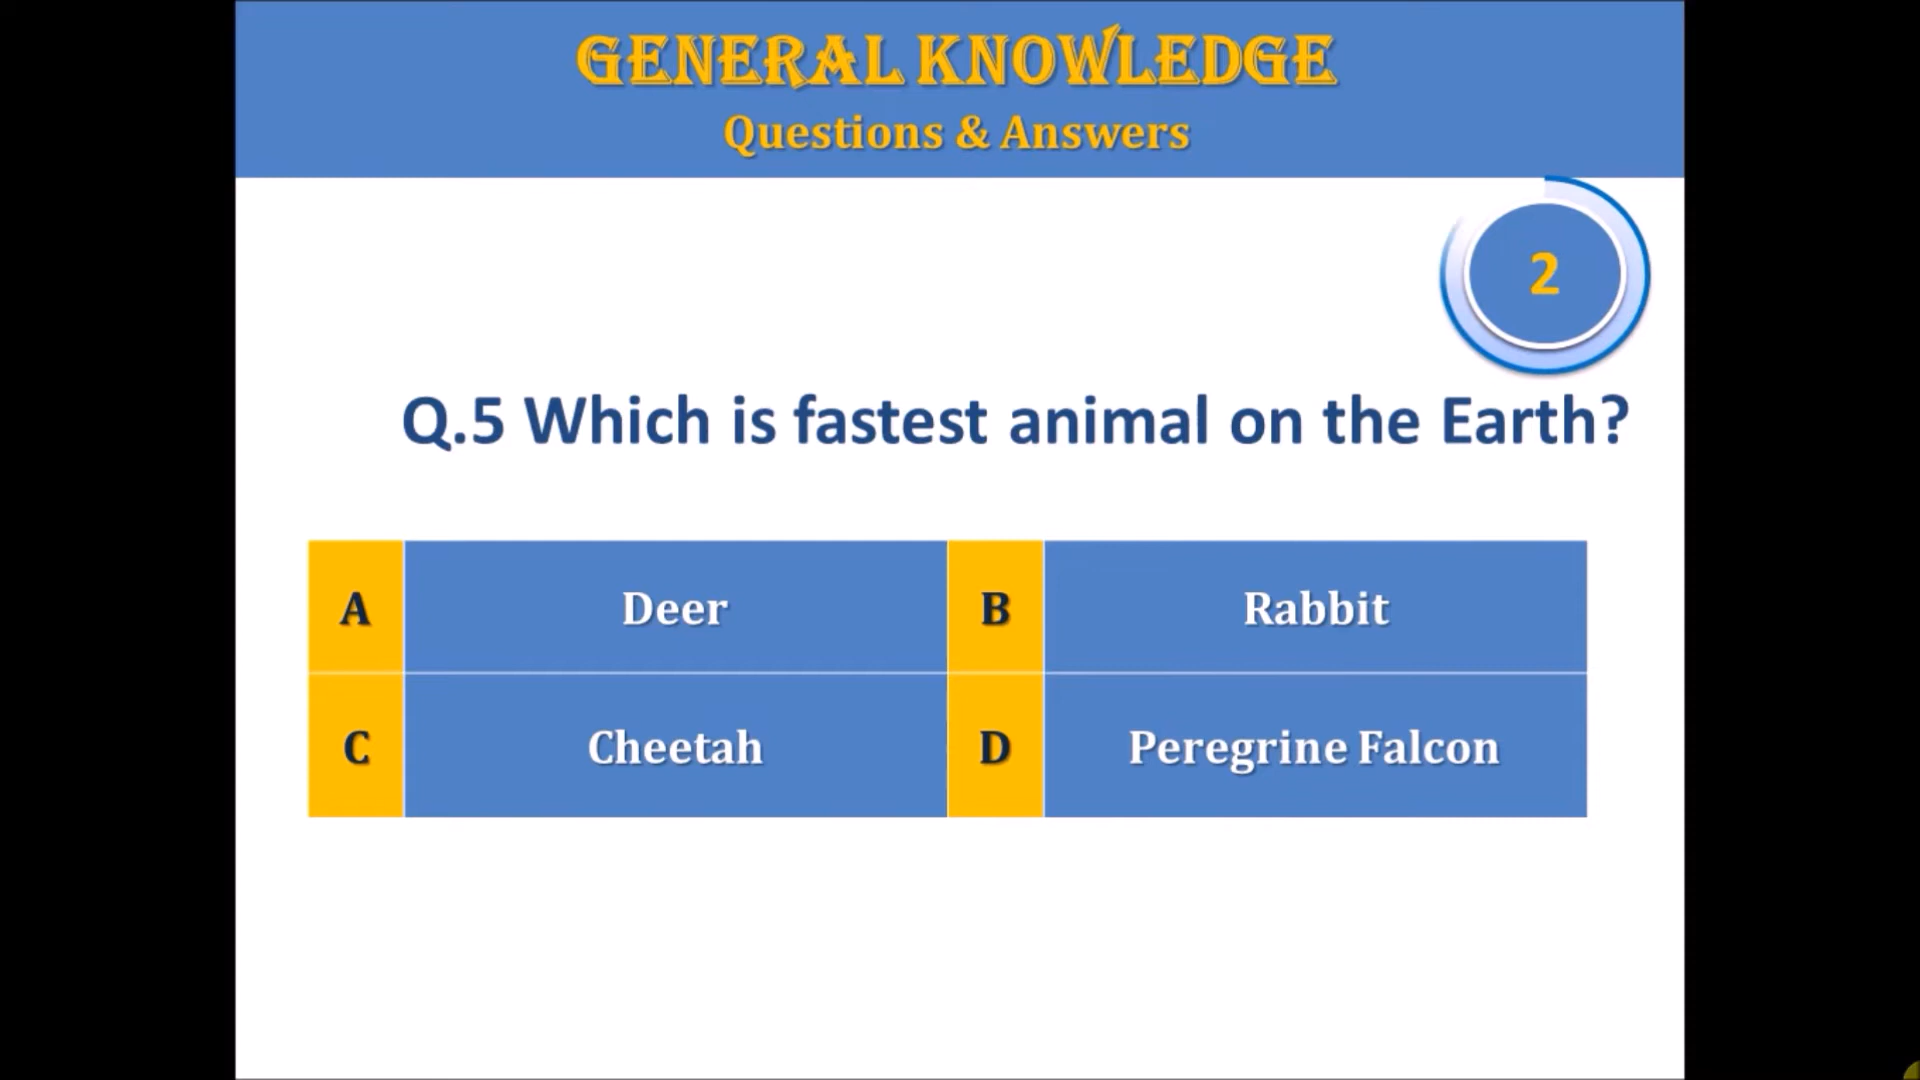 GENERAL KNOWLEDGE
Questions & Answers
2
Q.5 Which is fastest animal on the Earth?
A Deer B Rabbit
C Cheetah D Peregrine Falcon